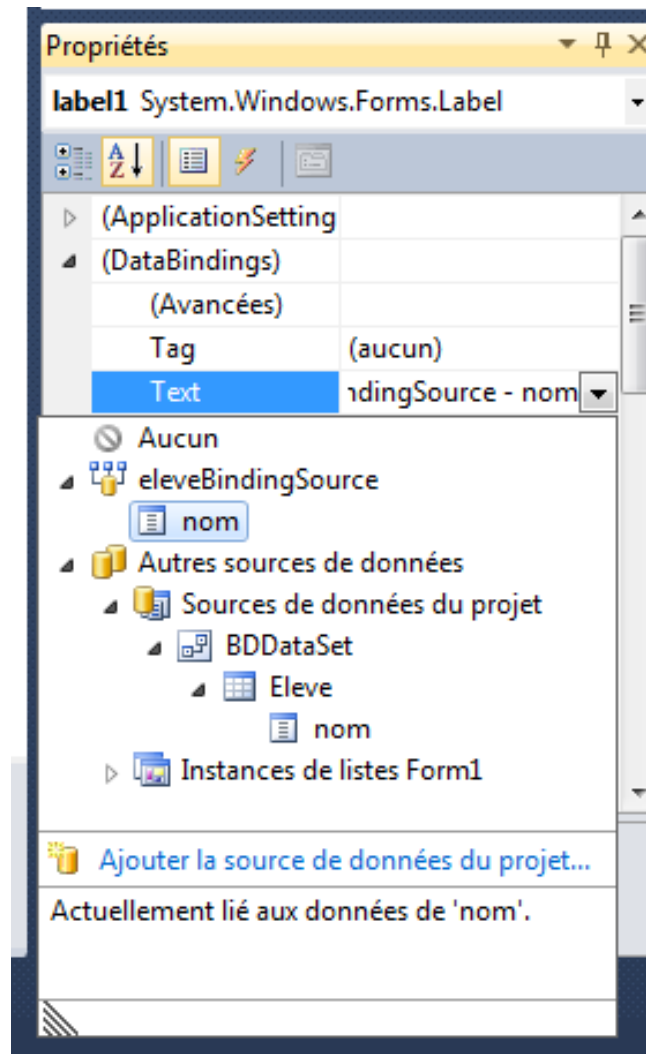 Propriétés
label1 System.Windows.Forms.Label
(ApplicationSetting
(DataBindings)
(Avancées)
Tag (aucun)
Text ndingSource - nom
Aucun
eleveBindingSource
nom
Autres sources de données
Sources de données du projet
BDDataSet
Eleve
nom
Instances de listes Form1
Ajouter la source de données du projet...
Actuellement lié aux données de 'nom'.